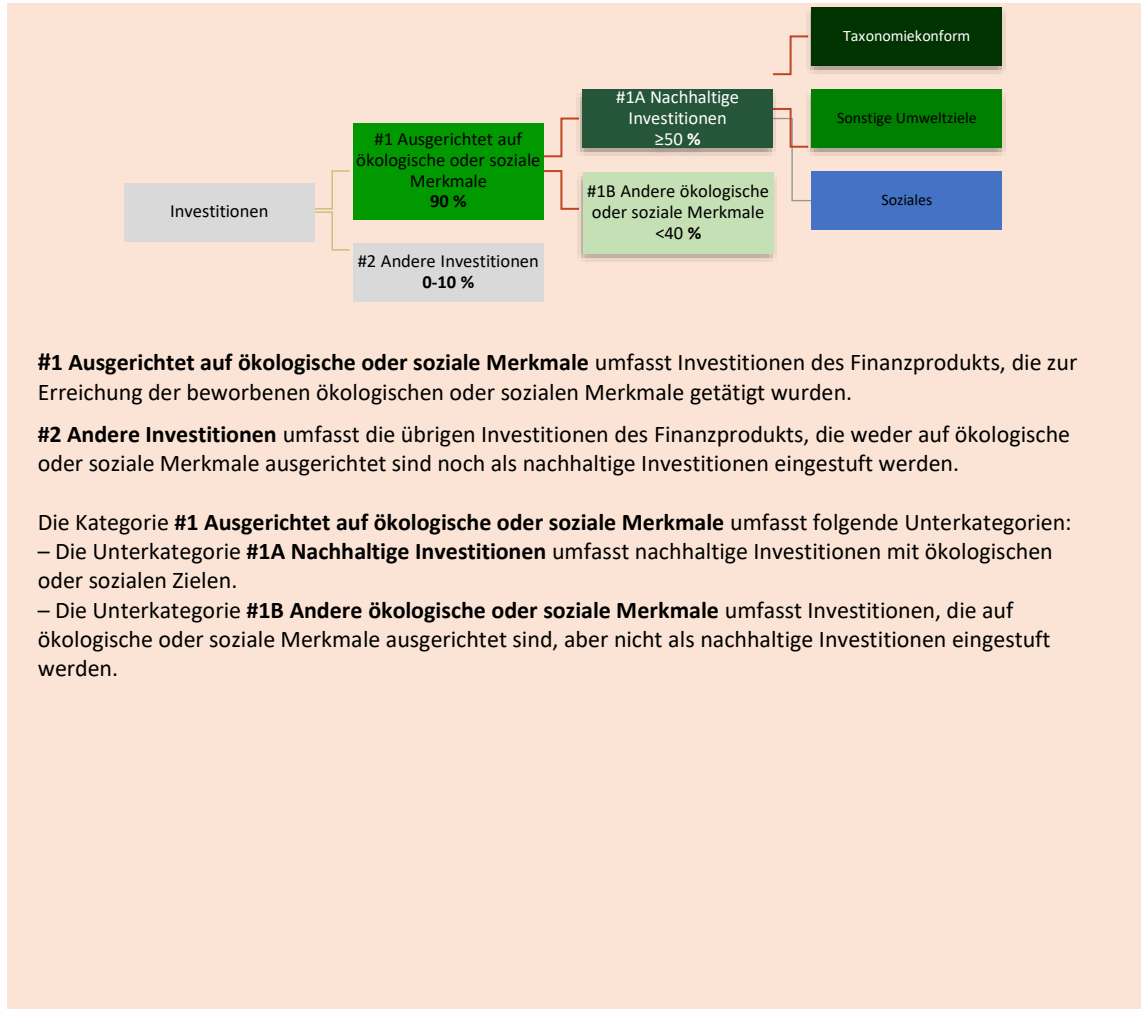 Taxonomiekonform
#1A Nachhaltige
Investitionen
≥50 %
Sonstige Umweltziele
#1 Ausgerichtet auf
ökologische oder soziale
Merkmale
90 %
#1B Andere ökologische
oder soziale Merkmale
<40 %
Investitionen
Soziales
#2 Andere Investitionen
0-10 %
#1 Ausgerichtet auf ökologische oder soziale Merkmale umfasst Investitionen des Finanzprodukts, die zur
Erreichung der beworbenen ökologischen oder sozialen Merkmale getätigt wurden.
#2 Andere Investitionen umfasst die übrigen Investitionen des Finanzprodukts, die weder auf ökologische
oder soziale Merkmale ausgerichtet sind noch als nachhaltige Investitionen eingestuft werden.
Die Kategorie #1 Ausgerichtet auf ökologische oder soziale Merkmale umfasst folgende Unterkategorien:
– Die Unterkategorie #1A Nachhaltige Investitionen umfasst nachhaltige Investitionen mit ökologischen
oder sozialen Zielen.
– Die Unterkategorie #1B Andere ökologische oder soziale Merkmale umfasst Investitionen, die auf
ökologische oder soziale Merkmale ausgerichtet sind, aber nicht als nachhaltige Investitionen eingestuft
werden.